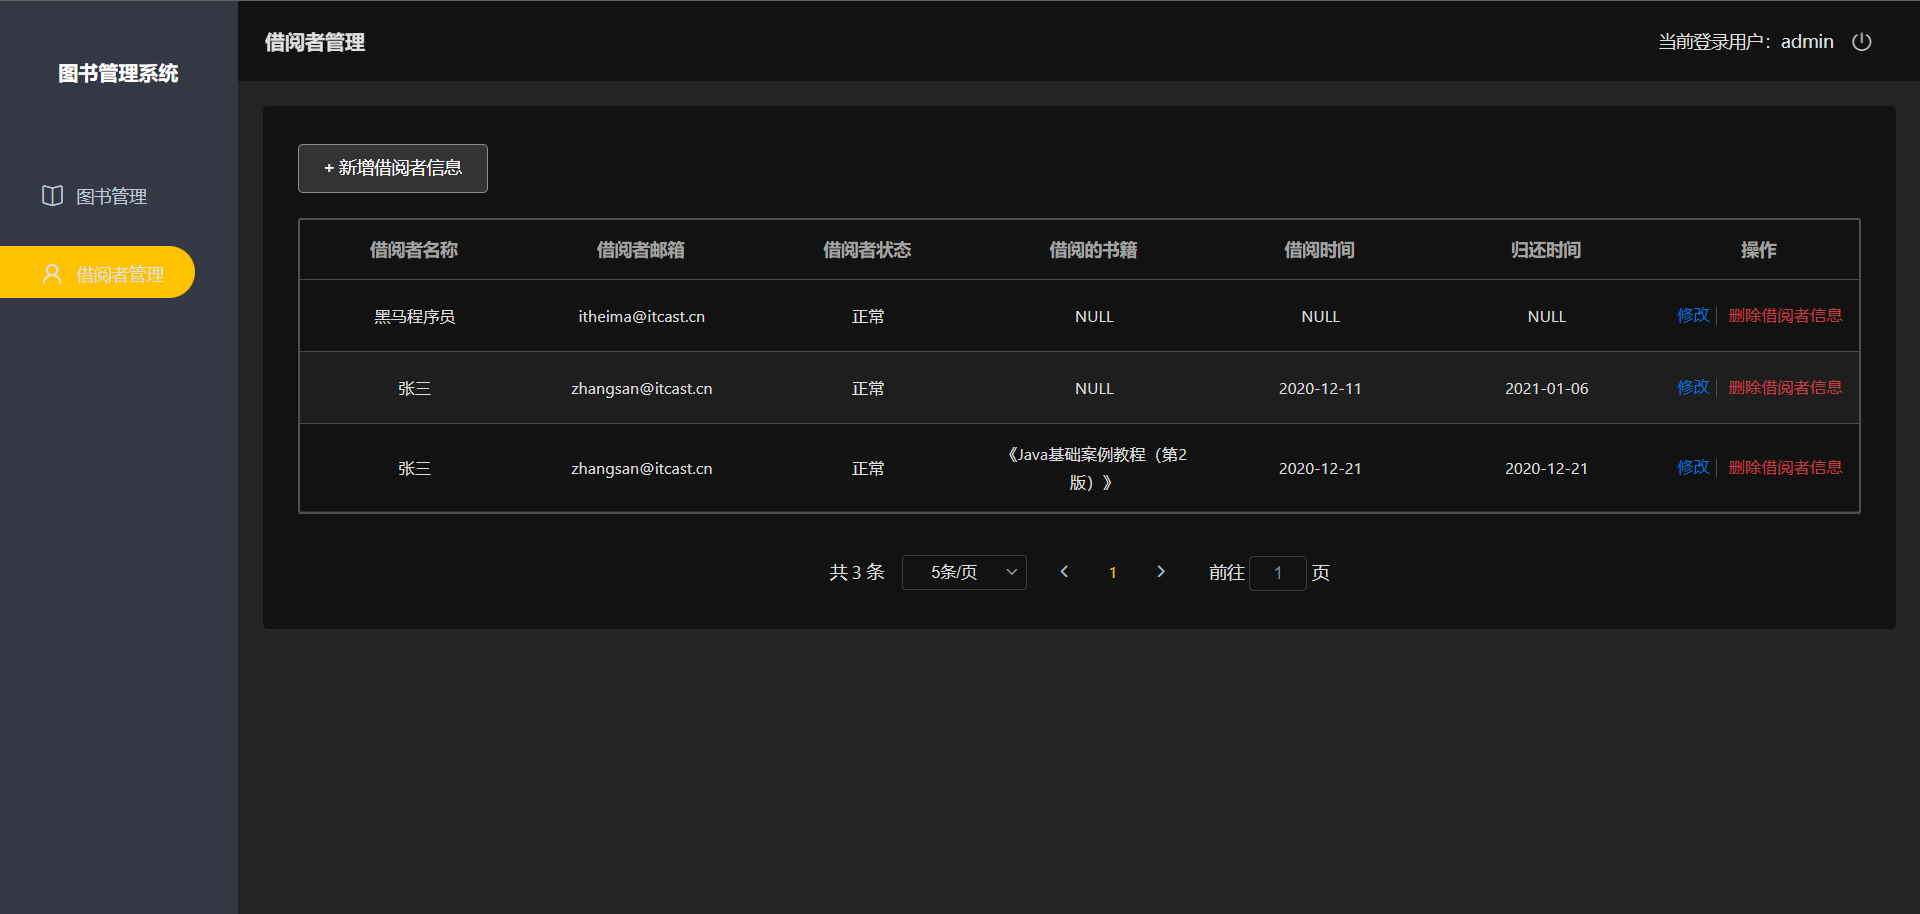 图书管理系统
图书管理
借阅者管理
借阅者管理
当前登录用户：admin
+ 新增借阅者信息
借阅者名称 借阅者邮箱 借阅者状态 借阅的书籍 借阅时间 归还时间 操作
黑马程序员 itheima@itcast.cn 正常 NULL NULL NULL 修改 删除借阅者信息
张三 zhangsan@itcast.cn 正常 NULL 2020-12-11 2021-01-06 修改 删除借阅者信息
张三 zhangsan@itcast.cn 正常 《Java基础案例教程（第2
版）》 2020-12-21 2020-12-21 修改 删除借阅者信息
共 3 条 5条/页 1 前往 1 页